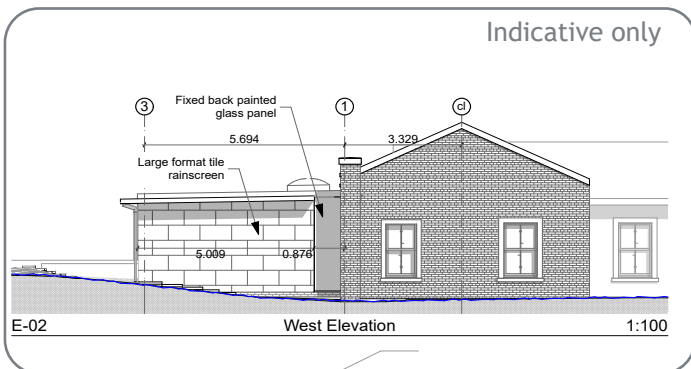 Indicative only
3
Fixed back painted
glass panel
1
cl
5.694
3.329
Large format tile
rainscreen
5.009
0.876
E-02
West Elevation
1:100